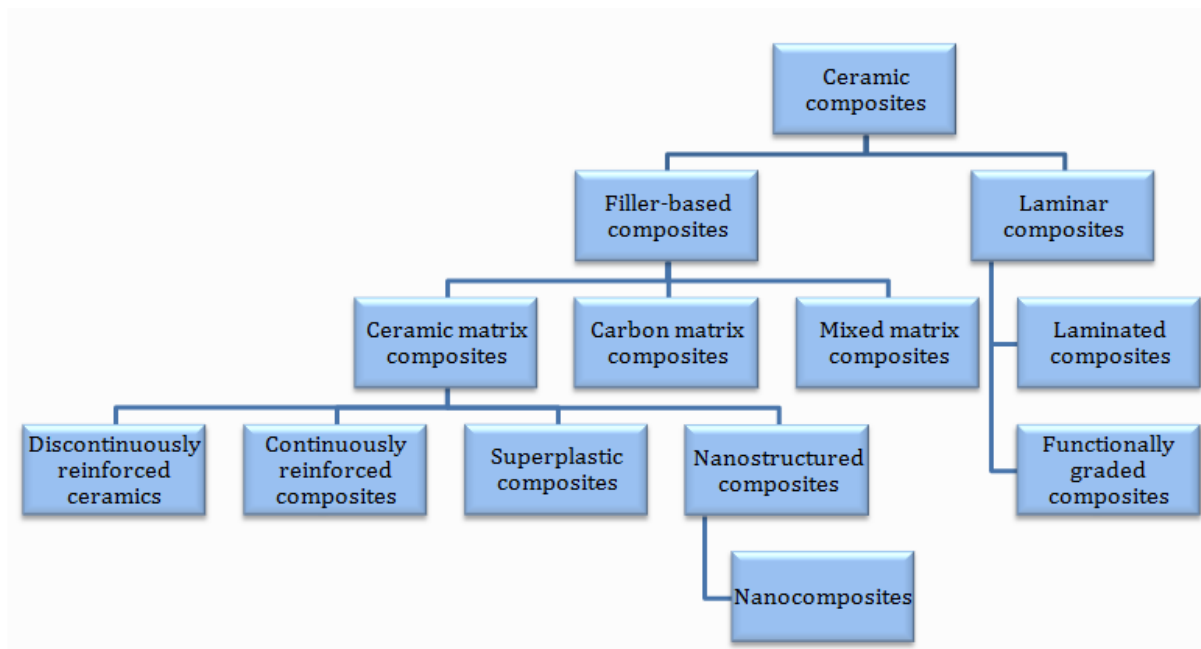 Ceramic
composites
Filler-based
composites
Laminar
composites
Ceramic matrix
composites
Carbon matrix
composites
Mixed matrix
composites
Laminated
composites
Discontinuously
reinforced
ceramics
Continuously
reinforced
composites
Superplastic
composites
Nanostructured
composites
Functionally
graded
composites
Nanocomposites